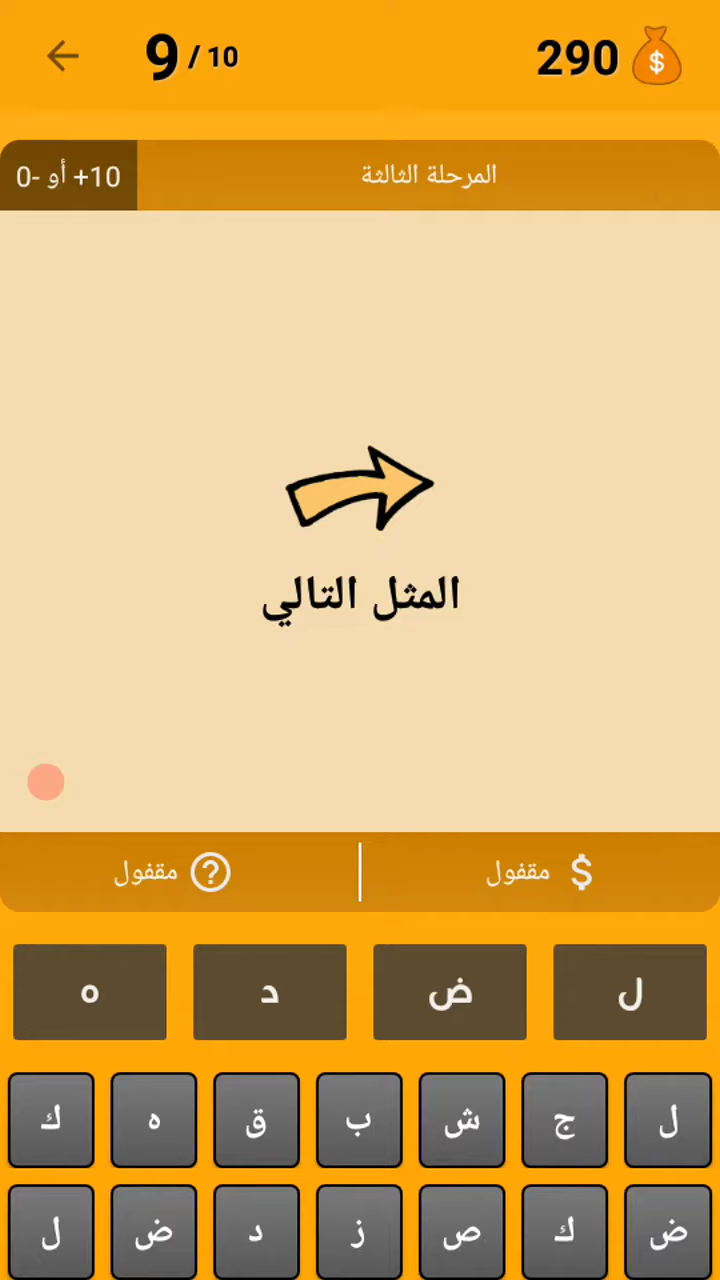 9 / 10
290
المرحلة الثالثة
10+ أو -0
المثل التالي
مقفول
مقفول
ل ض د ه
ل ج ش ب ق ه ك
ض ك ص ز د ض ل